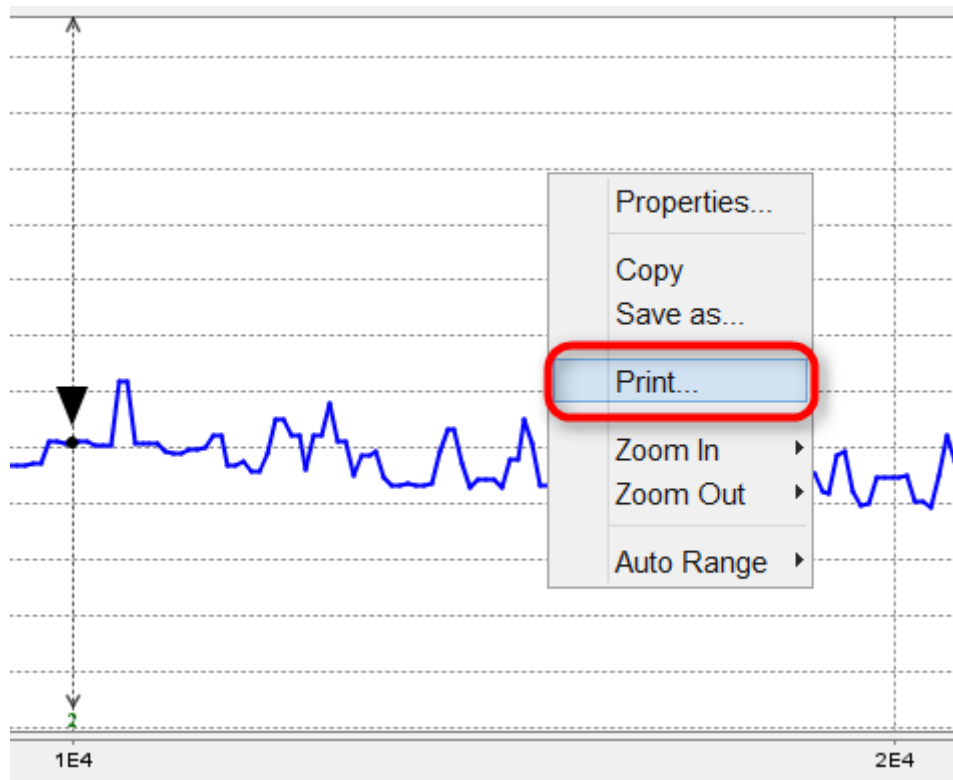 Properties...
Copy
Save as...
Print...
Zoom In
Zoom Out
Auto Range
2
1E4
2E4